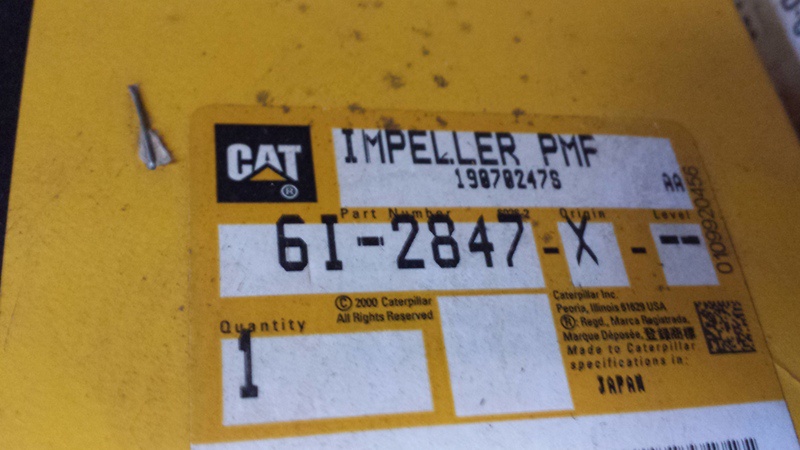 CAT
®
IMPELLER PMF
19070247S
AA
Part Number
Origin
Level
6I-2847-X---
0109920456
© 2000 Caterpillar
All Rights Reserved
Quantity
1
Caterpillar Inc.
Peoria, Illinois 61629 USA
®: Regd., Marca Registrada,
Marque Déposée, 登録商標
Made to Caterpillar
specifications in:
JAPAN